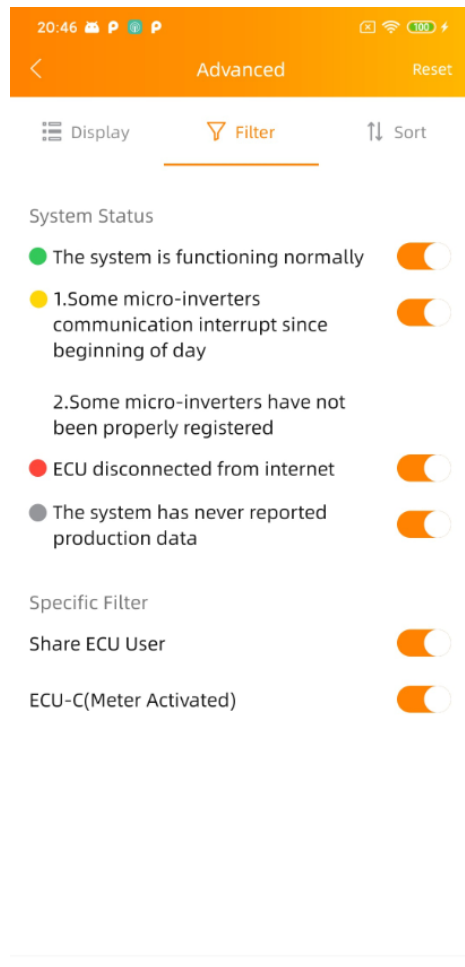 20:46 P P 100
Advanced Reset
Display Filter Sort
System Status
The system is functioning normally
1.Some micro-inverters
communication interrupt since
beginning of day
2.Some micro-inverters have not
been properly registered
ECU disconnected from internet
The system has never reported
production data
Specific Filter
Share ECU User
ECU-C(Meter Activated)